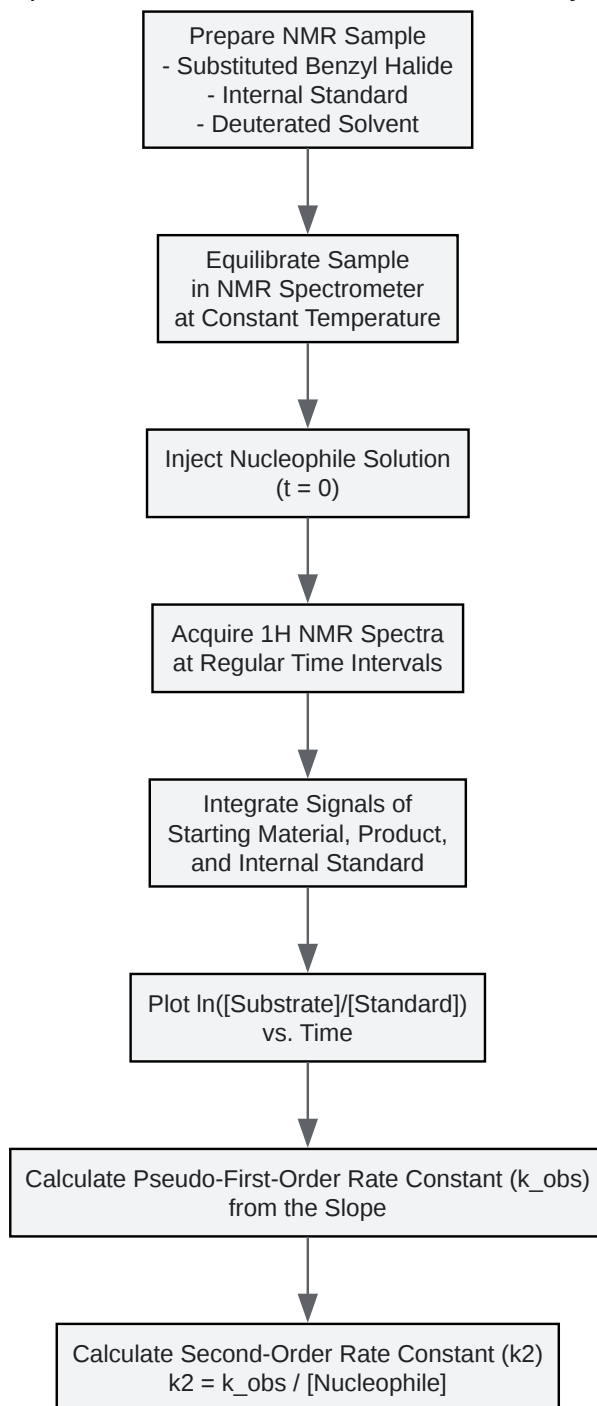 Prepare NMR Sample
- Substituted Benzyl Halide
- Internal Standard
- Deuterated Solvent
Equilibrate Sample
in NMR Spectrometer
at Constant Temperature
Inject Nucleophile Solution
(t = 0)
Acquire 1H NMR Spectra
at Regular Time Intervals
Integrate Signals of
Starting Material, Product,
and Internal Standard
Plot ln([Substrate]/[Standard])
vs. Time
Calculate Pseudo-First-Order Rate Constant (k_obs)
from the Slope
Calculate Second-Order Rate Constant (k2)
k2 = k_obs / [Nucleophile]